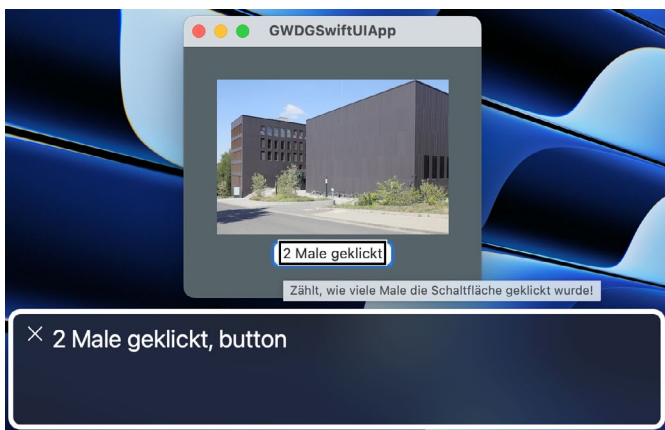 GWDGSwiftUIApp
2 Male geklickt
Zählt, wie viele Male die Schaltfläche geklickt wurde!
2 Male geklickt, button